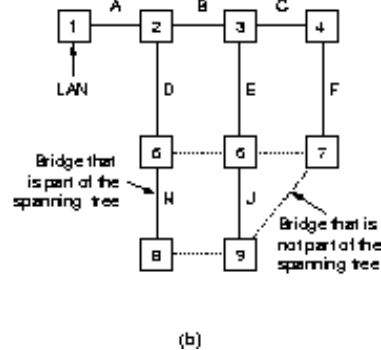 A B C
1 2 3 4
LAN D E F
5 6 7
Bridge that
is part of the
spanning tree
H J
Bridge that is
not part of the
spanning tree
8 9
(b)